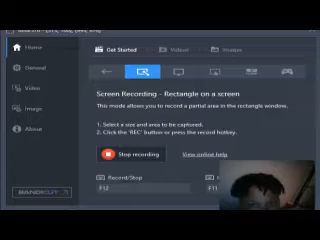 Home
Get Started
Videos
Images
General
Video
Image
About
Screen Recording – Rectangle on a screen
This mode allows you to record a partial area in the rectangle window.
1. Select a size and area to be captured.
2. Click the 'REC' button or press the record hotkey.
Stop recording
View online help
Record/Stop
F12
F11
BANDICUT